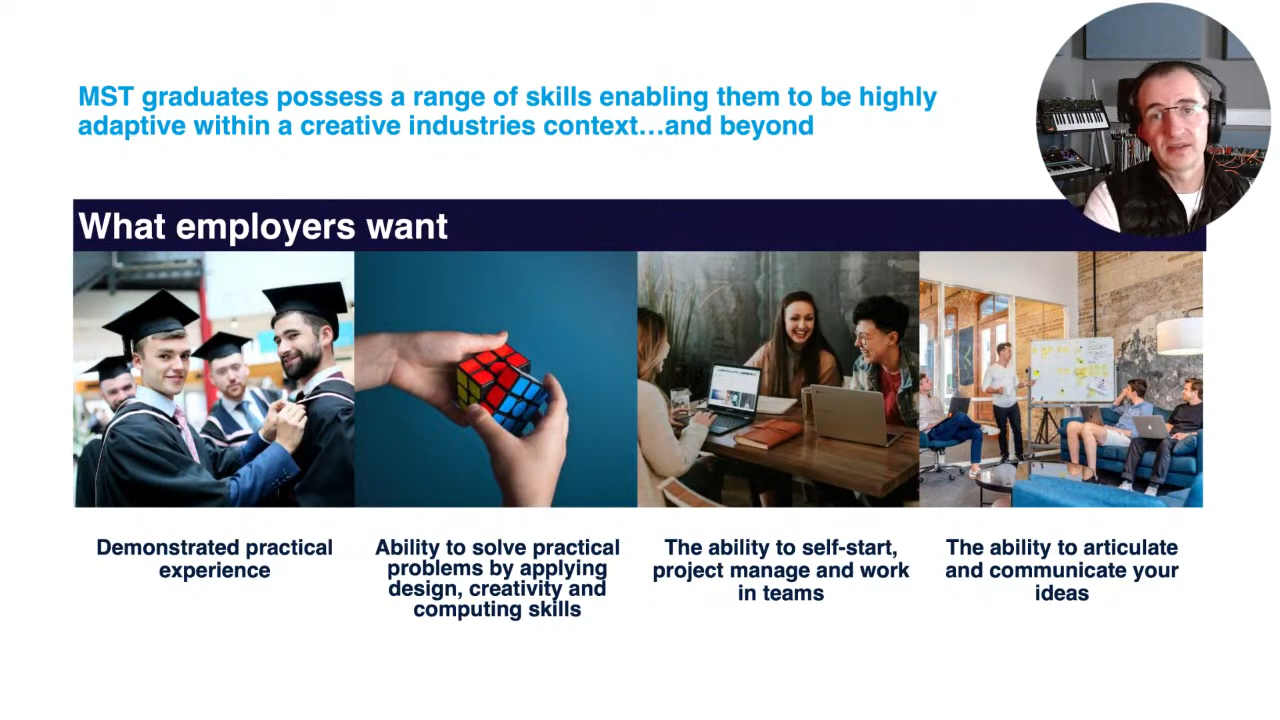 MST graduates possess a range of skills enabling them to be highly
adaptive within a creative industries context...and beyond
What employers want
Demonstrated practical
experience
Ability to solve practical
problems by applying
design, creativity and
computing skills
The ability to self-start,
project manage and work
in teams
The ability to articulate
and communicate your
ideas